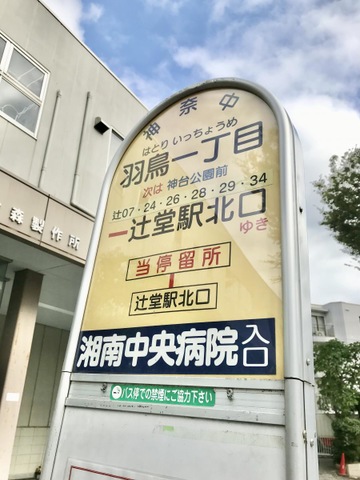 神奈中
はとり いっちょうめ
羽鳥一丁目
次は 神台公園前
辻07・24・26・28・29・34
辻堂駅北口
ゆき
当停留所
辻堂駅北口
湘南中央病院入口
バス停での禁煙にご協力下さい
森製作所